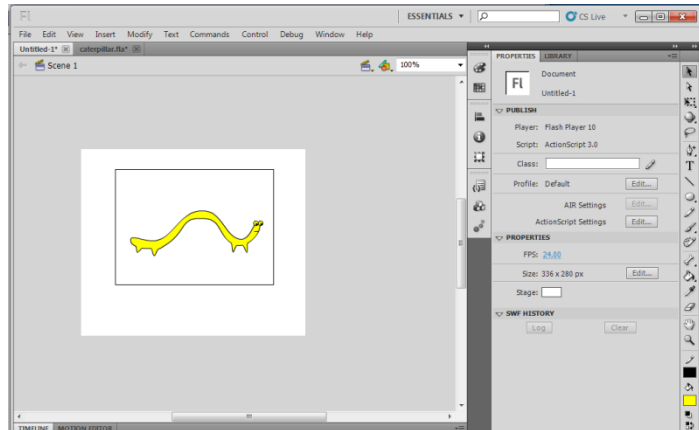 Fl
ESSENTIALS
CS Live
File Edit View Insert Modify Text Commands Control Debug Window Help
Untitled-1* caterpillar.fla*
Scene 1
100%
PROPERTIES LIBRARY
Fl
Document
Untitled-1
PUBLISH
Player: Flash Player 10
Script: ActionScript 3.0
Class:
Profile: Default Edit...
AIR Settings Edit...
ActionScript Settings Edit...
PROPERTIES
FPS: 24.00
Size: 336 x 280 px Edit...
Stage:
SWF HISTORY
Log Clear
T
TIMELINE MOTION EDITOR